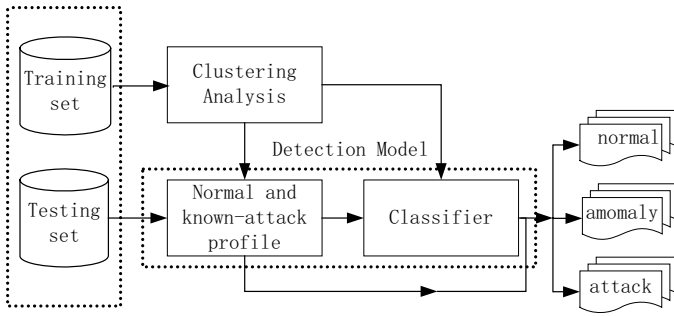 Training
set
Clustering
Analysis
normal
Detection Model
Testing
set
Normal and
known-attack
profile
Classifier
amomaly
attack